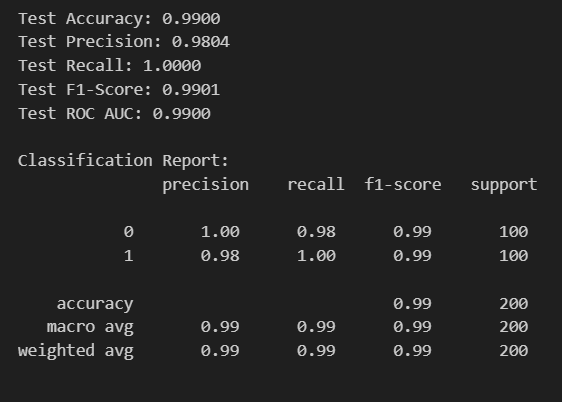 Test Accuracy: 0.9900
Test Precision: 0.9804
Test Recall: 1.0000
Test F1-Score: 0.9901
Test ROC AUC: 0.9900
Classification Report:
precision recall f1-score support
0 1.00 0.98 0.99 100
1 0.98 1.00 0.99 100
accuracy 0.99 200
macro avg 0.99 0.99 0.99 200
weighted avg 0.99 0.99 0.99 200